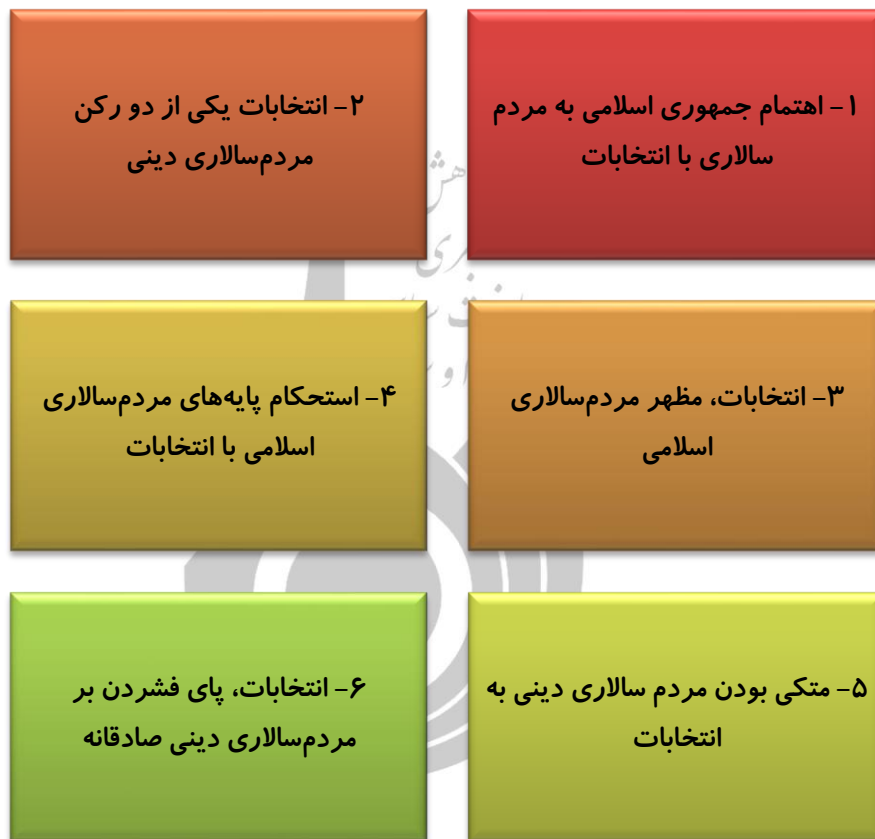 ۱- اهتمام جمهوری اسلامی به مردم
سالاری با انتخابات
۲- انتخابات یکی از دو رکن
مردم‌سالاری دینی
۳- انتخابات، مظهر مردم‌سالاری
اسلامی
۴- استحکام پایه‌های مردم‌سالاری
اسلامی با انتخابات
۵- متکی بودن مردم سالاری دینی به
انتخابات
۶- انتخابات، پای فشردن بر
مردم‌سالاری دینی صادقانه